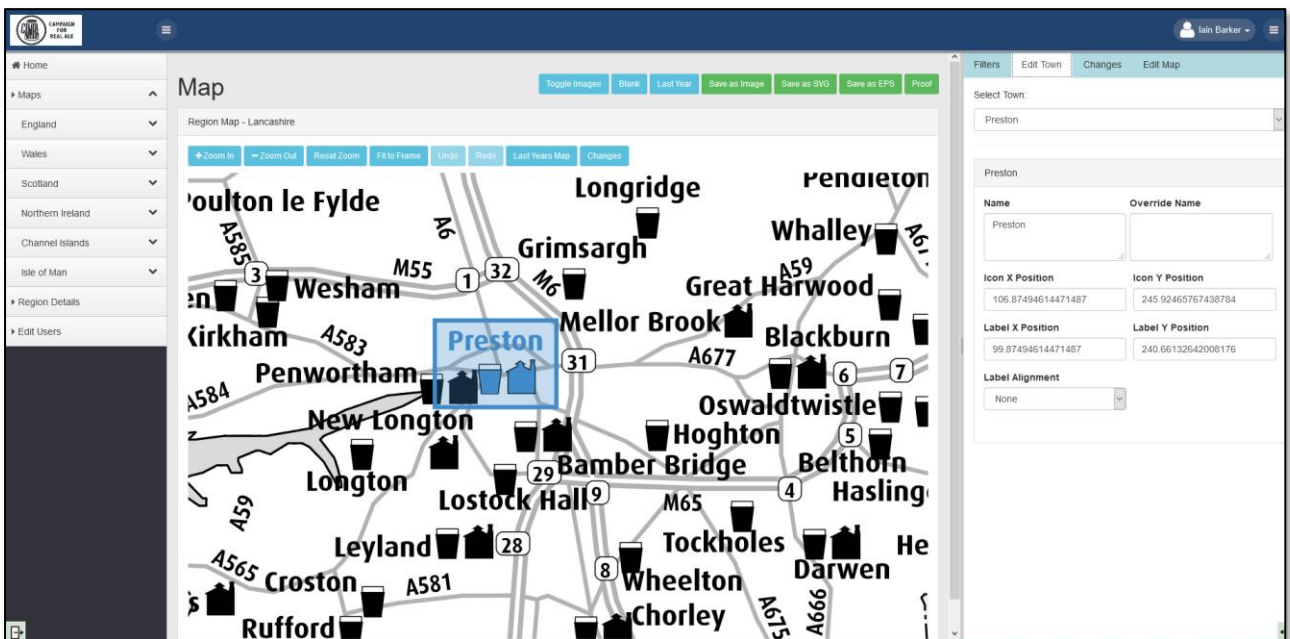 CAMRA
CAMPAIGN
FOR
REAL ALE
Iain Barker
Home
Maps
England
Wales
Scotland
Northern Ireland
Channel Islands
Isle of Man
Region Details
Edit Users
Map
Toggle Images Blank Last Year Save as Image Save as SVG Save as EPS Proof
Region Map - Lancashire
Zoom In Zoom Out Reset Zoom Fit to Frame Undo Redo Last Years Map Changes
Poulton le Fylde
Longridge
Pendleton
A585
A6
Grimsargh
Whalley
3
Wesham
M55
1
32
M6
A59
Great Harwood
en
Kirkham
A583
Preston
Mellor Brook
Blackburn
Penwortham
31
A677
6
7
A584
New Longton
Oswaldtwistle
Hoghton
5
Longton
29
Bamber Bridge
Belthorn
A59
Lostock Hall
9
M65
4
Hasling
Leyland
28
Tockholes
He
A565
Croston
A581
8
Wheelton
Darwen
's
Rufford
Chorley
A675
A666
Filters Edit Town Changes Edit Map
Select Town:
Preston
Preston
Name Override Name
Preston
Icon X Position Icon Y Position
106.87494614471487 245.92465767438784
Label X Position Label Y Position
99.87494614471487 240.66132642008176
Label Alignment
None